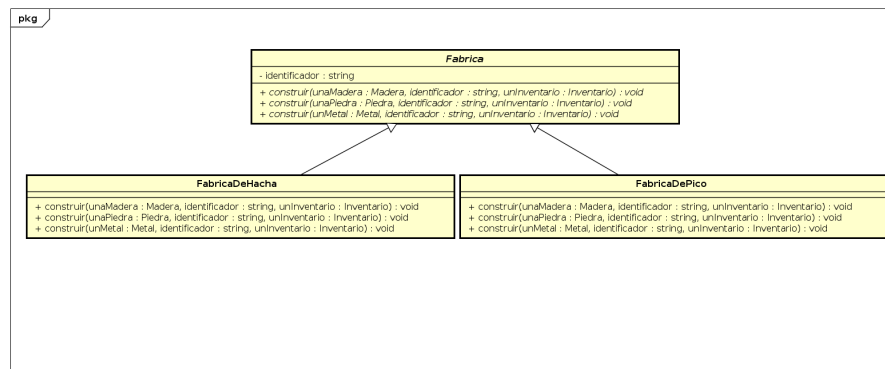 pkg
Fabrica
- identificador : string
+ construir(unaMadera : Madera, identificador : string, unInventario : Inventario) : void
+ construir(unaPiedra : Piedra, identificador : string, unInventario : Inventario) : void
+ construir(unMetal : Metal, identificador : string, unInventario : Inventario) : void
FabricaDeHacha
+ construir(unaMadera : Madera, identificador : string, unInventario : Inventario) : void
+ construir(unaPiedra : Piedra, identificador : string, unInventario : Inventario) : void
+ construir(unMetal : Metal, identificador : string, unInventario : Inventario) : void
FabricaDePico
+ construir(unaMadera : Madera, identificador : string, unInventario : Inventario) : void
+ construir(unaPiedra : Piedra, identificador : string, unInventario : Inventario) : void
+ construir(unMetal : Metal, identificador : string, unInventario : Inventario) : void